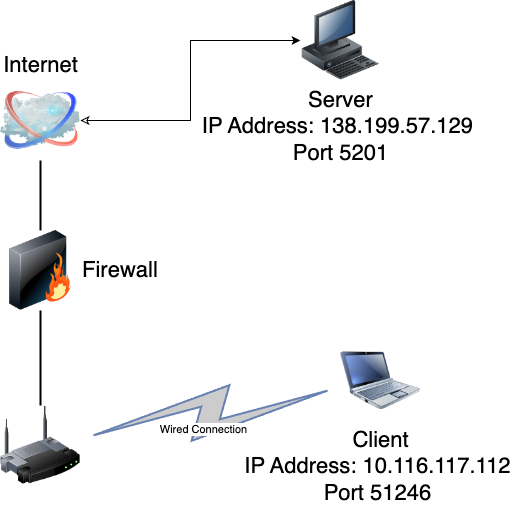 Internet
Server
IP Address: 138.199.57.129
Port 5201
Firewall
Wired Connection
Client
IP Address: 10.116.117.112
Port 51246